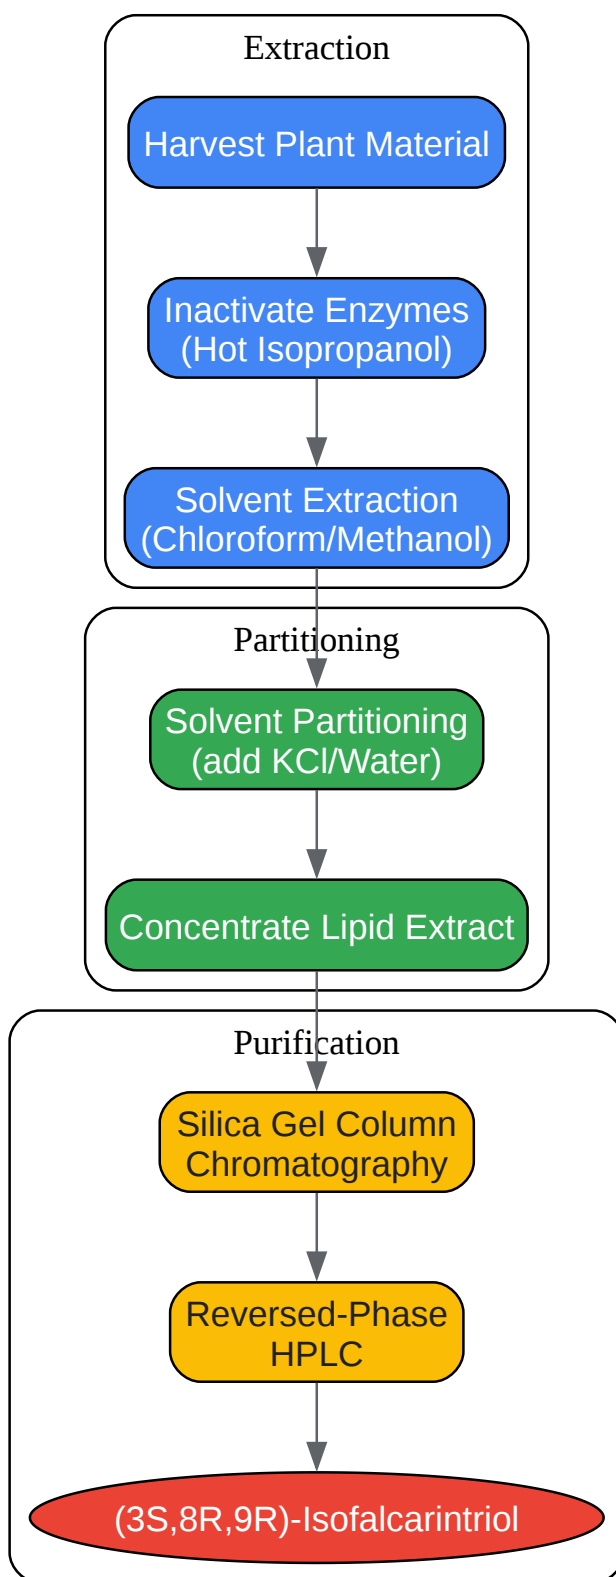 Extraction
Harvest Plant Material
Inactivate Enzymes
(Hot Isopropanol)
Solvent Extraction
(Chloroform/Methanol)
Partitioning
Solvent Partitioning
(add KCl/Water)
Concentrate Lipid Extract
Purification
Silica Gel Column
Chromatography
Reversed-Phase
HPLC
(3S,8R,9R)-Isofalcarintriol